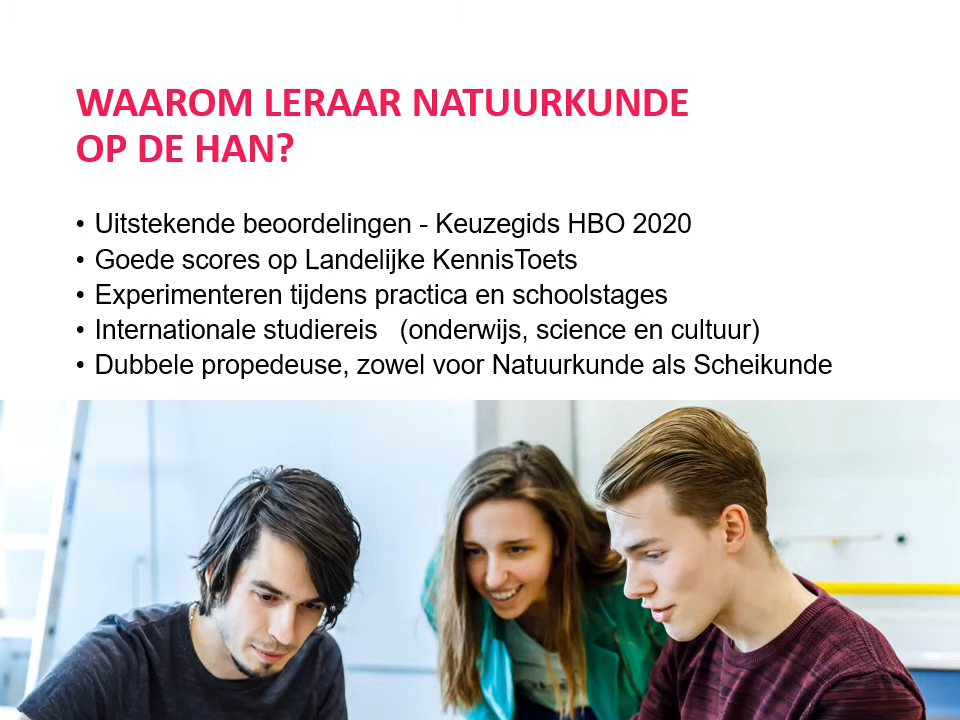 WAAROM LERAAR NATUURKUNDE
OP DE HAN?
• Uitstekende beoordelingen - Keuzegids HBO 2020
• Goede scores op Landelijke KennisToets
• Experimenteren tijdens practica en schoolstages
• Internationale studiereis (onderwijs, science en cultuur)
• Dubbele propedeuse, zowel voor Natuurkunde als Scheikunde